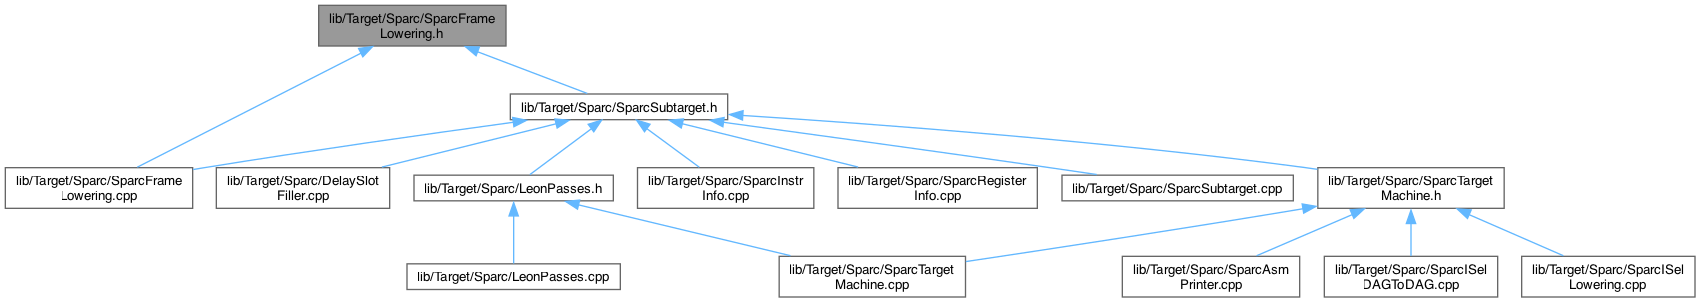 lib/Target/Sparc/SparcFrame
Lowering.h
lib/Target/Sparc/SparcSubtarget.h
lib/Target/Sparc/SparcFrame
Lowering.cpp
lib/Target/Sparc/DelaySlot
Filler.cpp
lib/Target/Sparc/LeonPasses.h
lib/Target/Sparc/SparcInstr
Info.cpp
lib/Target/Sparc/SparcRegister
Info.cpp
lib/Target/Sparc/SparcSubtarget.cpp
lib/Target/Sparc/SparcTarget
Machine.h
lib/Target/Sparc/LeonPasses.cpp
lib/Target/Sparc/SparcTarget
Machine.cpp
lib/Target/Sparc/SparcAsm
Printer.cpp
lib/Target/Sparc/SparcISel
DAGToDAG.cpp
lib/Target/Sparc/SparcISel
Lowering.cpp